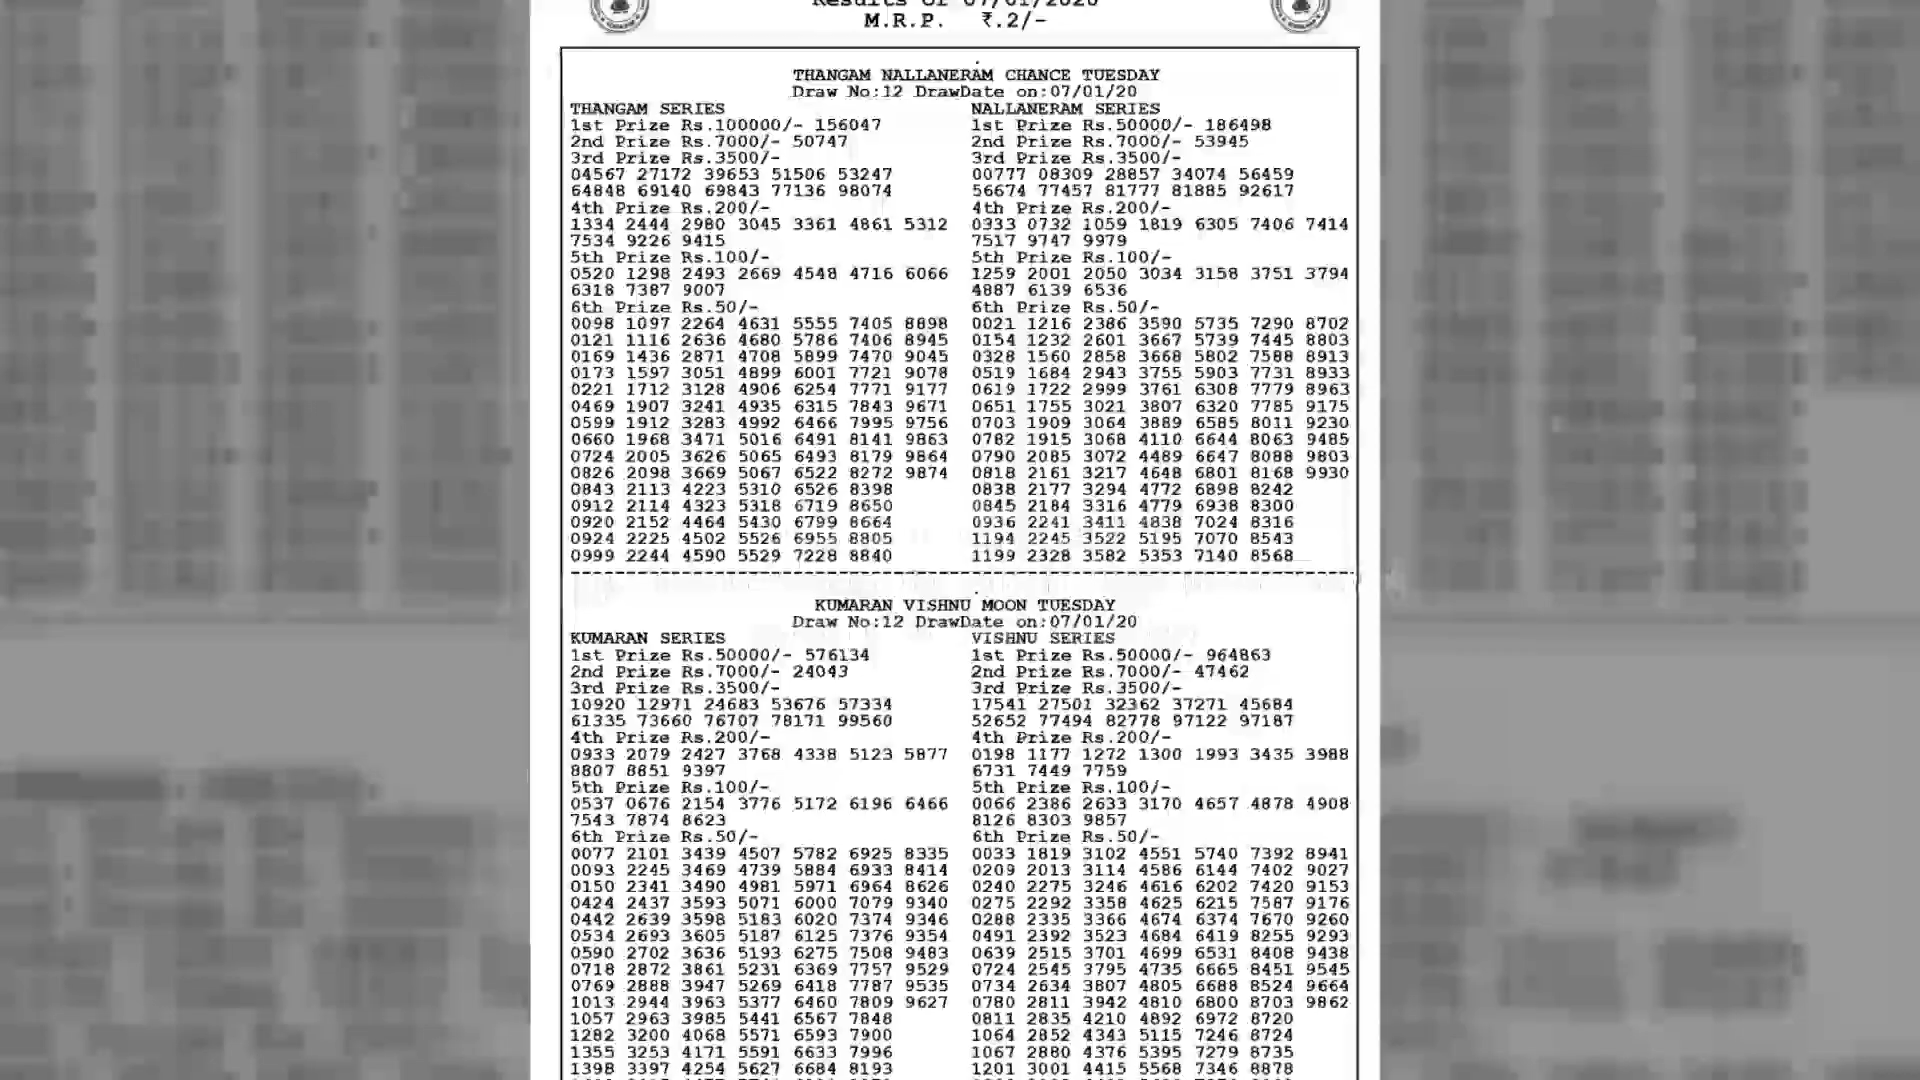 Results of 07/01/2020
M.R.P. ₹.2/-
THANGAM NALLANERAM CHANCE TUESDAY
Draw No:12 DrawDate on:07/01/20
THANGAM SERIES
1st Prize Rs.100000/- 156047
2nd Prize Rs.7000/- 50747
3rd Prize Rs.3500/-
04567 27172 39653 51506 53247
64848 69140 69843 77136 98074
4th Prize Rs.200/-
1334 2444 2980 3045 3361 4861 5312
7534 9226 9415
5th Prize Rs.100/-
0520 1298 2493 2669 4548 4716 6066
6318 7387 9007
6th Prize Rs.50/-
0098 1097 2264 4631 5555 7405 8898
0121 1116 2636 4680 5786 7406 8945
0169 1436 2871 4708 5899 7470 9045
0173 1597 3051 4899 6001 7721 9078
0221 1712 3128 4906 6254 7771 9177
0469 1907 3241 4935 6315 7843 9671
0599 1912 3283 4992 6466 7995 9756
0660 1968 3471 5016 6491 8141 9863
0724 2005 3626 5065 6493 8179 9864
0826 2098 3669 5067 6522 8272 9874
0843 2113 4223 5310 6526 8398
0912 2114 4323 5318 6719 8650
0920 2152 4464 5430 6799 8664
0924 2225 4502 5526 6955 8805
0999 2244 4590 5529 7228 8840
NALLANERAM SERIES
1st Prize Rs.50000/- 186498
2nd Prize Rs.7000/- 53945
3rd Prize Rs.3500/-
00777 08309 28857 34074 56459
56674 77457 81777 81885 92617
4th Prize Rs.200/-
0333 0732 1059 1819 6305 7406 7414
7517 9747 9979
5th Prize Rs.100/-
1259 2001 2050 3034 3158 3751 3794
4887 6139 6536
6th Prize Rs.50/-
0021 1216 2386 3590 5735 7290 8702
0154 1232 2601 3667 5739 7445 8803
0328 1560 2858 3668 5802 7588 8913
0519 1684 2943 3755 5903 7731 8933
0619 1722 2999 3761 6308 7779 8963
0651 1755 3021 3807 6320 7785 9175
0703 1909 3064 3889 6585 8011 9230
0782 1915 3068 4110 6644 8063 9485
0790 2085 3072 4489 6647 8088 9803
0818 2161 3217 4648 6801 8168 9930
0838 2177 3294 4772 6898 8242
0845 2184 3316 4779 6938 8300
0936 2241 3411 4838 7024 8316
1194 2245 3522 5195 7070 8543
1199 2328 3582 5353 7140 8568
KUMARAN VISHNU MOON TUESDAY
Draw No:12 DrawDate on:07/01/20
KUMARAN SERIES
1st Prize Rs.50000/- 576134
2nd Prize Rs.7000/- 24043
3rd Prize Rs.3500/-
10920 12971 24683 53676 57334
61335 73660 76707 78171 99560
4th Prize Rs.200/-
0933 2079 2427 3768 4338 5123 5877
8807 8851 9397
5th Prize Rs.100/-
0537 0676 2154 3776 5172 6196 6466
7543 7874 8623
6th Prize Rs.50/-
0077 2101 3439 4507 5782 6925 8335
0093 2245 3469 4739 5884 6933 8414
0150 2341 3490 4981 5971 6964 8626
0424 2437 3593 5071 6000 7079 9340
0442 2639 3598 5183 6020 7374 9346
0534 2693 3605 5187 6125 7376 9354
0590 2702 3636 5193 6275 7508 9483
0718 2872 3861 5231 6369 7757 9529
0769 2888 3947 5269 6418 7787 9535
1013 2944 3963 5377 6460 7809 9627
1057 2963 3985 5441 6567 7848
1282 3200 4068 5571 6593 7900
1355 3253 4171 5591 6633 7996
1398 3397 4254 5627 6684 8193
VISHNU SERIES
1st Prize Rs.50000/- 964863
2nd Prize Rs.7000/- 47462
3rd Prize Rs.3500/-
17541 27501 32362 37271 45684
52652 77494 82778 97122 97187
4th Prize Rs.200/-
0198 1177 1272 1300 1993 3435 3988
6731 7449 7759
5th Prize Rs.100/-
0066 2386 2633 3170 4657 4878 4908
8126 8303 9857
6th Prize Rs.50/-
0033 1819 3102 4551 5740 7392 8941
0209 2013 3114 4586 6144 7402 9027
0240 2275 3246 4616 6202 7420 9153
0275 2292 3358 4625 6215 7587 9176
0288 2335 3366 4674 6374 7670 9260
0491 2392 3523 4684 6419 8255 9293
0639 2515 3701 4699 6531 8408 9438
0724 2545 3795 4735 6665 8451 9545
0734 2634 3807 4805 6688 8524 9664
0780 2811 3942 4810 6800 8703 9862
0811 2835 4210 4892 6972 8720
1064 2852 4343 5115 7246 8724
1067 2880 4376 5395 7279 8735
1201 3001 4415 5568 7346 8878